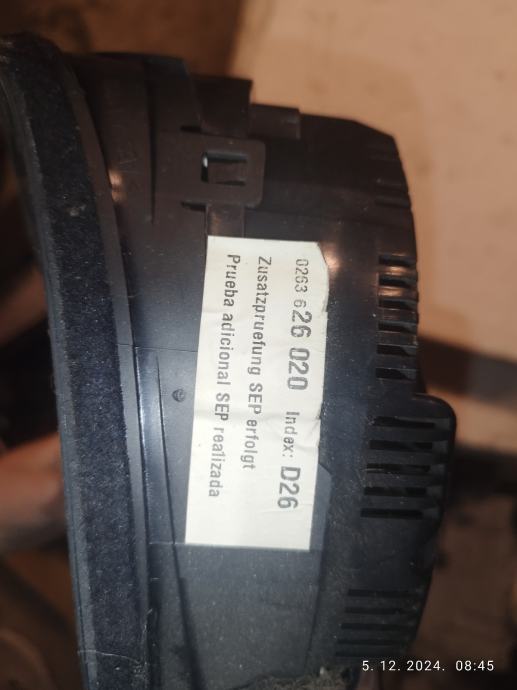 0263 626 020 Index: D26
Zusatzpruefung SEP erfolgt
Prueba adicional SEP realizada
5. 12. 2024. 08:45